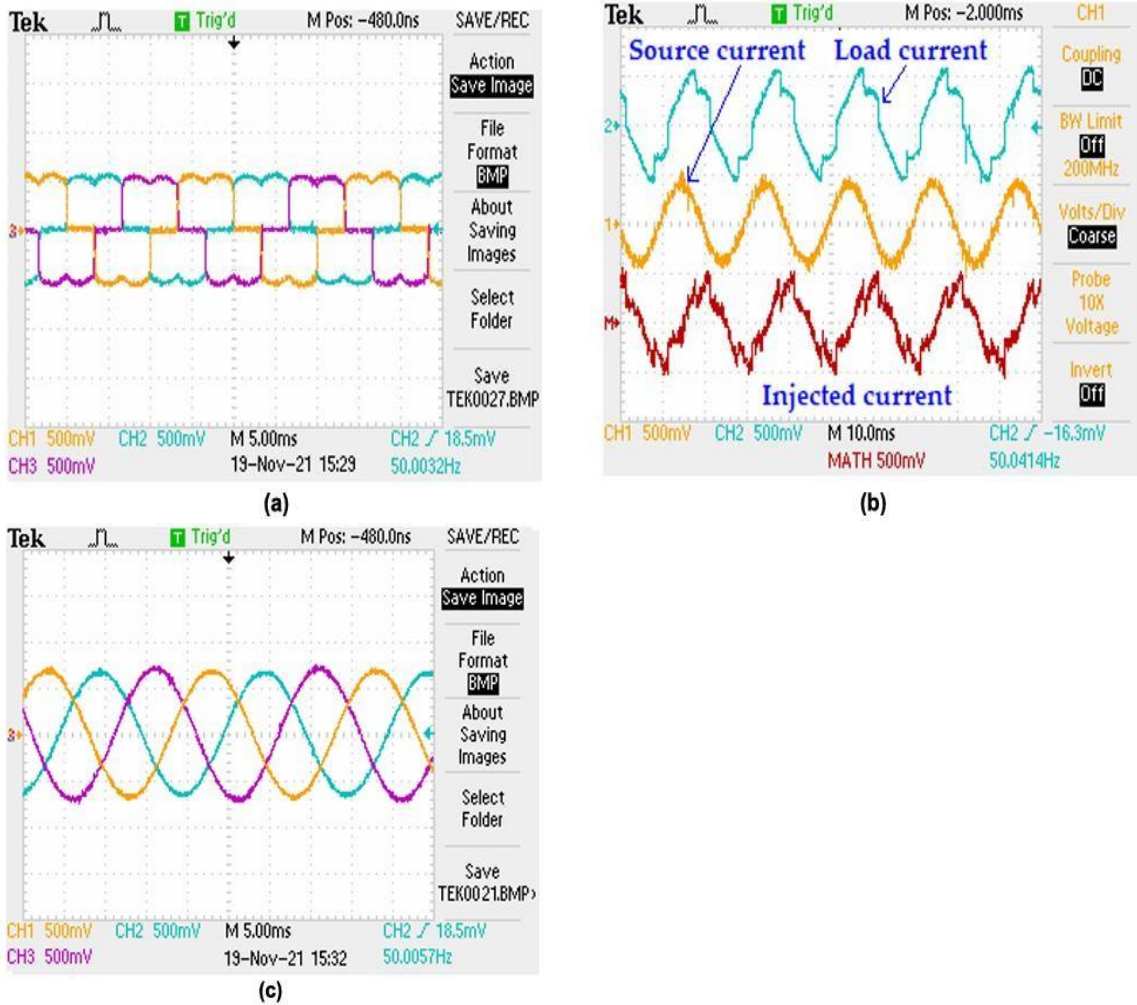 Tek Trig'd M Pos: -480.0ns SAVE/REC
Action
Save Image
File
Format
BMP
About
Saving
Images
Select
Folder
Save
TEK0027.BMP
3
CH1 500mV CH2 500mV M 5.00ms CH2 ∕ 18.5mV
CH3 500mV 19-Nov-21 15:29 50.0032Hz
(a)
Tek T Trig'd M Pos: -2.000ms CH1
Source current Load current
Coupling
DC
BW Limit
Off
200MHz
Volts/Div
Coarse
Probe
10X
Voltage
Invert
Off
2
1
M
Injected current
CH1 500mV CH2 500mV M 10.0ms CH2 ∕ -16.3mV
MATH 500mV 50.0414Hz
(b)
Tek T Trig'd M Pos: -480.0ns SAVE/REC
Action
Save Image
File
Format
BMP
About
Saving
Images
Select
Folder
Save
TEK0021.BMP
3
CH1 500mV CH2 500mV M 5.00ms CH2 ∕ 18.5mV
CH3 500mV 19-Nov-21 15:32 50.0057Hz
(c)